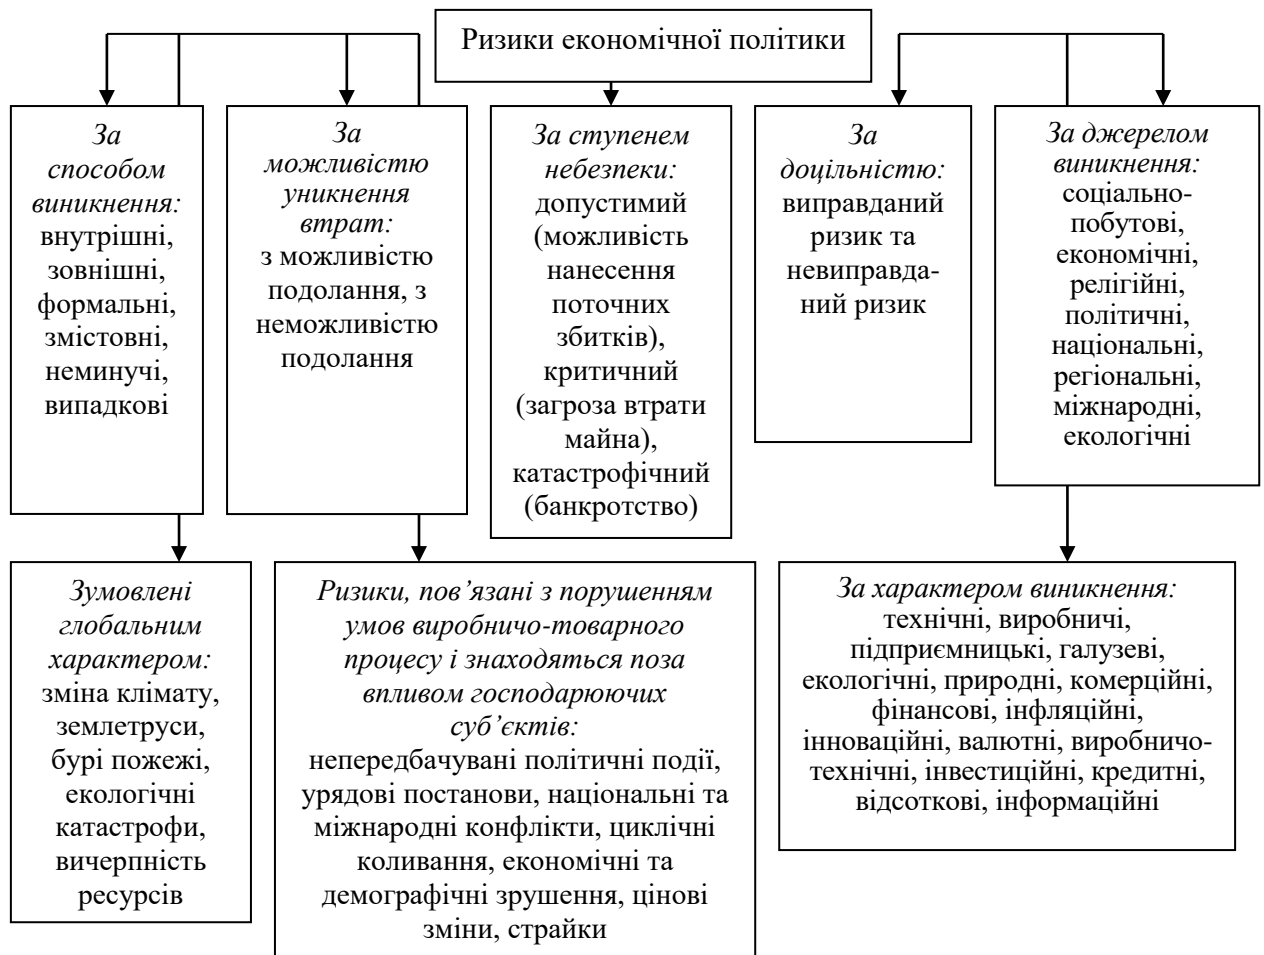 Ризики економічної політики
За
способом
виникнення:
внутрішні,
зовнішні,
формальні,
змістовні,
неминучі,
випадкові
За
можливістю
уникнення
втрат:
з можливістю
подолання, з
неможливістю
подолання
За ступенем
небезпеки:
допустимий
(можливість
нанесення
поточних
збитків),
критичний
(загроза втрати
майна),
катастрофічний
(банкротство)
За
доцільністю:
виправданий
ризик та
невиправда-
ний ризик
За джерелом
виникнення:
соціально-
побутові,
економічні,
релігійні,
політичні,
національні,
регіональні,
міжнародні,
екологічні
Зумовлені
глобальним
характером:
зміна клімату,
землетруси,
бурі пожежі,
екологічні
катастрофи,
вичерпність
ресурсів
Ризики, пов’язані з порушенням
умов виробничо-товарного
процесу і знаходяться поза
впливом господарюючих
суб’єктів:
непередбачувані політичні події,
урядові постанови, національні та
міжнародні конфлікти, циклічні
коливання, економічні та
демографічні зрушення, цінові
зміни, страйки
За характером виникнення:
технічні, виробничі,
підприємницькі, галузеві,
екологічні, природні, комерційні,
фінансові, інфляційні,
інноваційні, валютні, виробничо-
технічні, інвестиційні, кредитні,
відсоткові, інформаційні